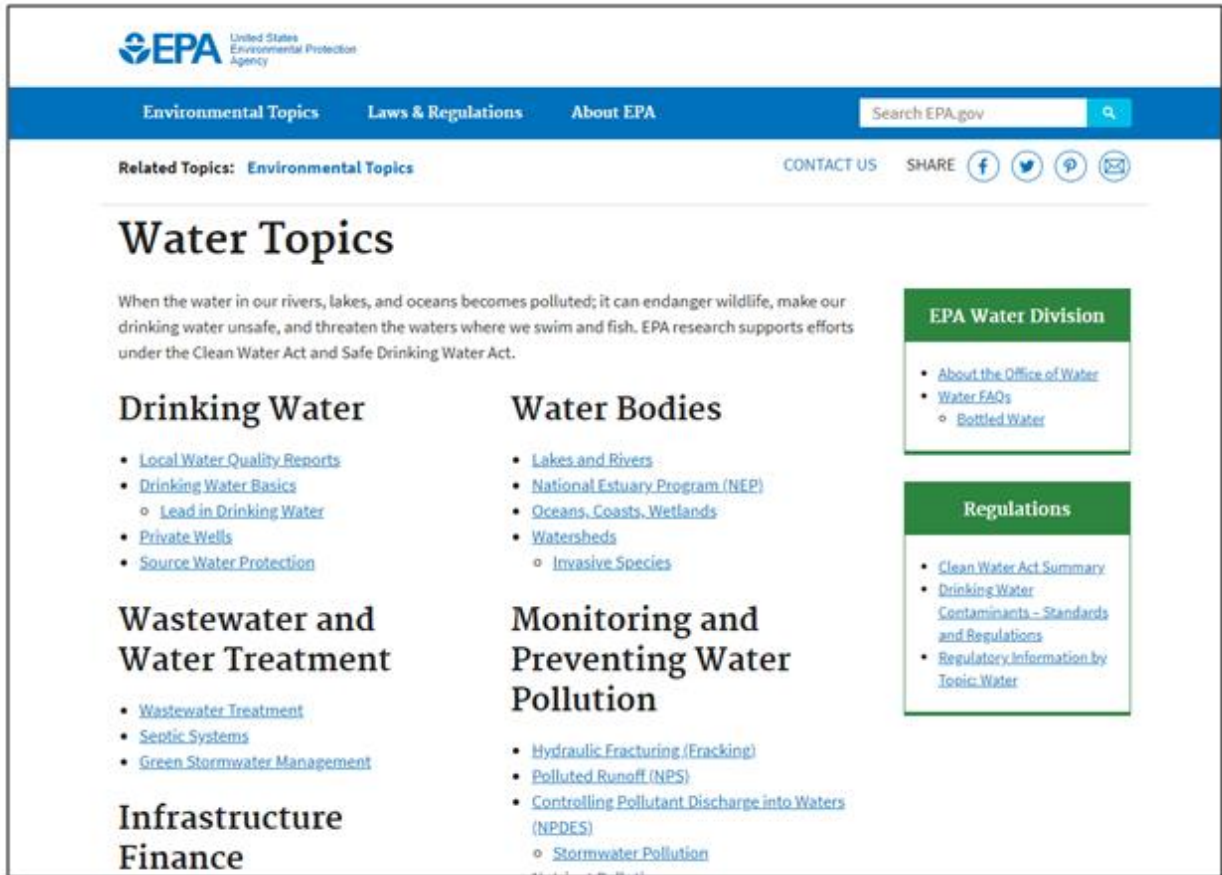 EPA United States
Environmental Protection
Agency
Environmental Topics Laws & Regulations About EPA Search EPA.gov
Related Topics: Environmental Topics CONTACT US SHARE
Water Topics
When the water in our rivers, lakes, and oceans becomes polluted; it can endanger wildlife, make our
drinking water unsafe, and threaten the waters where we swim and fish. EPA research supports efforts
under the Clean Water Act and Safe Drinking Water Act.
Drinking Water
Local Water Quality Reports
Drinking Water Basics
Lead in Drinking Water
Private Wells
Source Water Protection
Wastewater and
Water Treatment
Wastewater Treatment
Septic Systems
Green Stormwater Management
Infrastructure
Finance
Water Bodies
Lakes and Rivers
National Estuary Program (NEP)
Oceans, Coasts, Wetlands
Watersheds
Invasive Species
Monitoring and
Preventing Water
Pollution
Hydraulic Fracturing (Fracking)
Polluted Runoff (NPS)
Controlling Pollutant Discharge into Waters
(NPDES)
Stormwater Pollution
EPA Water Division
About the Office of Water
Water FAQs
Bottled Water
Regulations
Clean Water Act Summary
Drinking Water
Contaminants – Standards
and Regulations
Regulatory Information by
Topic: Water